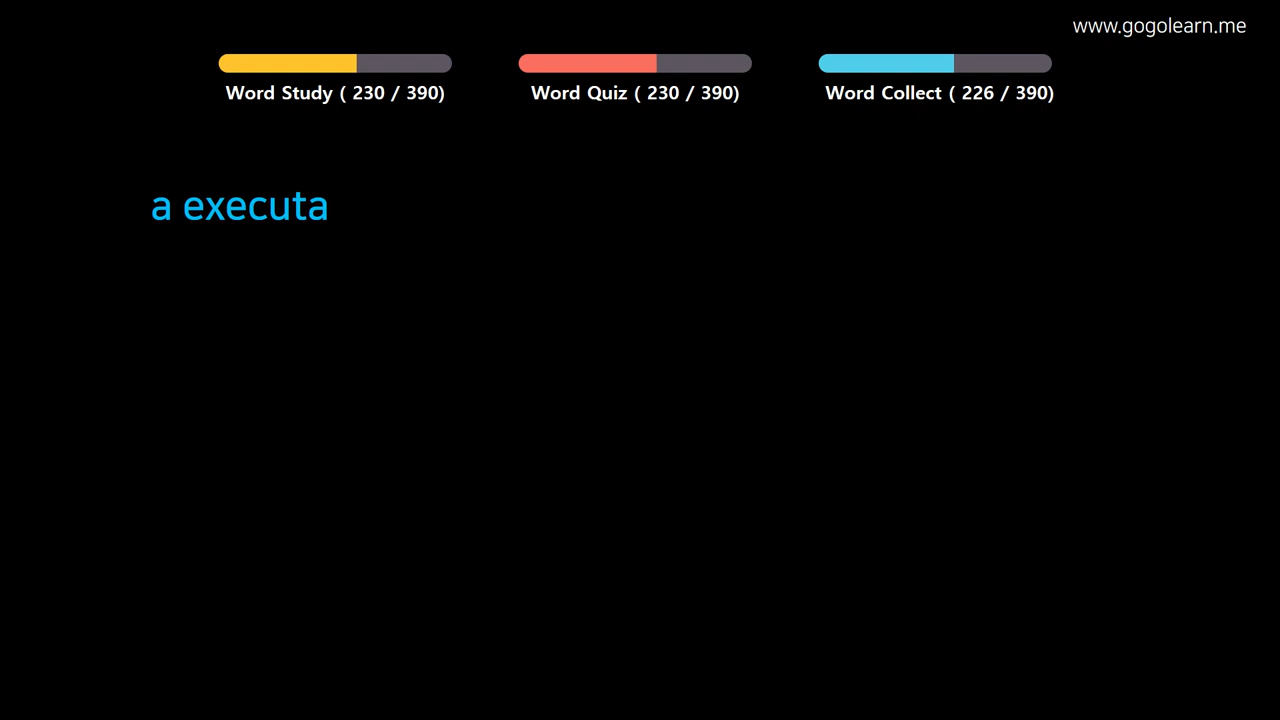 www.gogolearn.me
Word Study ( 230 / 390)
Word Quiz ( 230 / 390)
Word Collect ( 226 / 390)
a executa